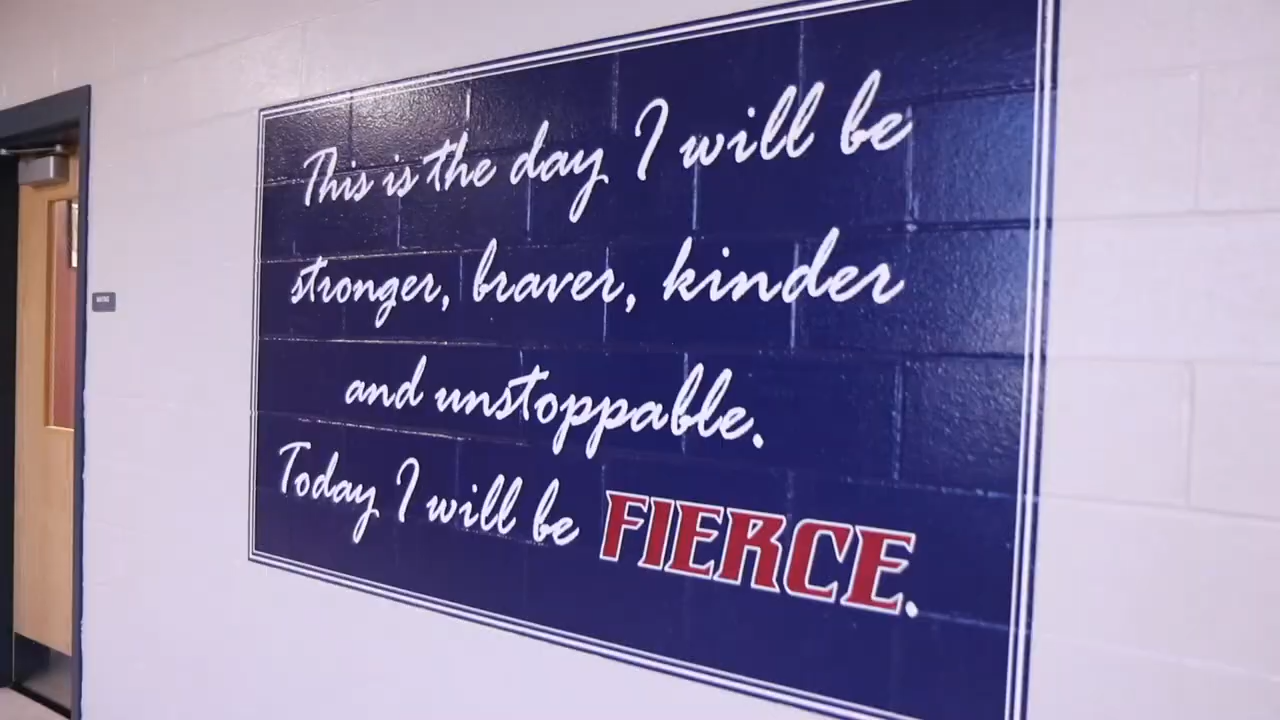 This is the day I will be
stronger, braver, kinder
and unstoppable.
Today I will be FIERCE.